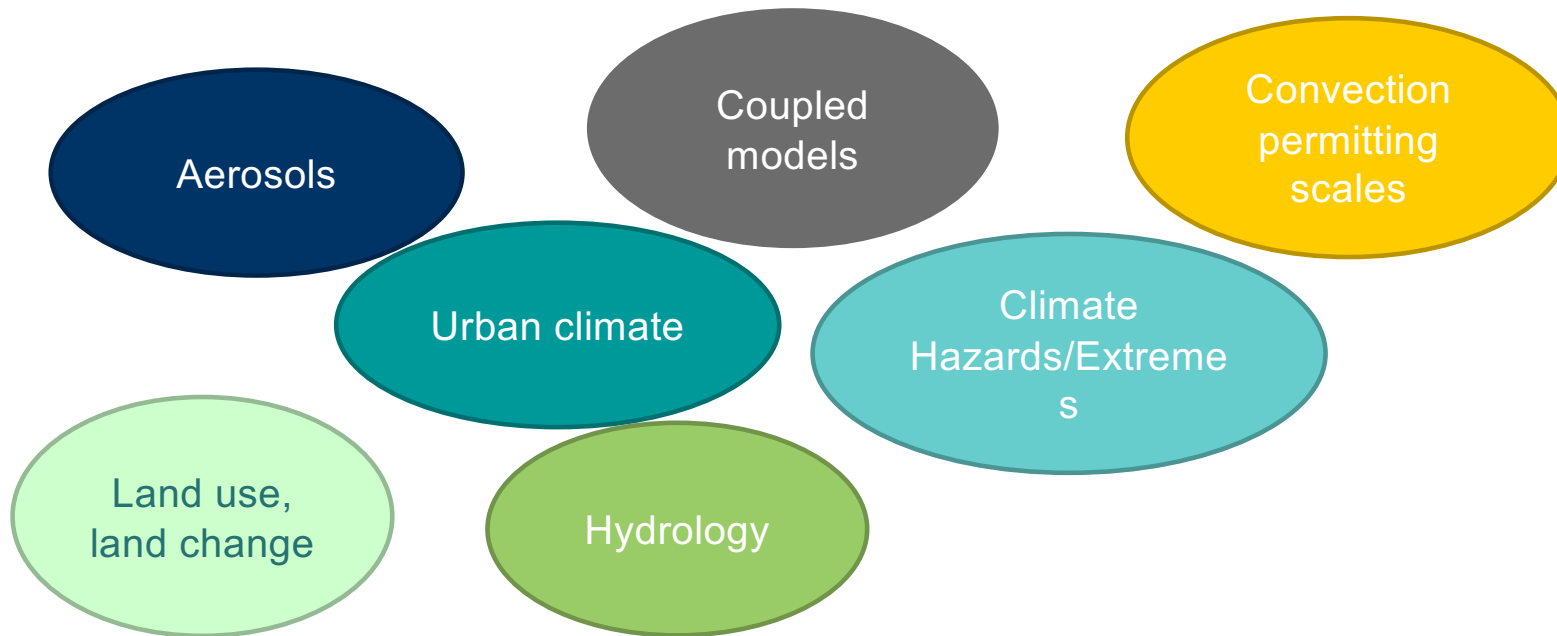 Aerosols
Coupled
models
Convection
permitting
scales
Urban climate
Climate
Hazards/Extreme
s
Land use,
land change
Hydrology